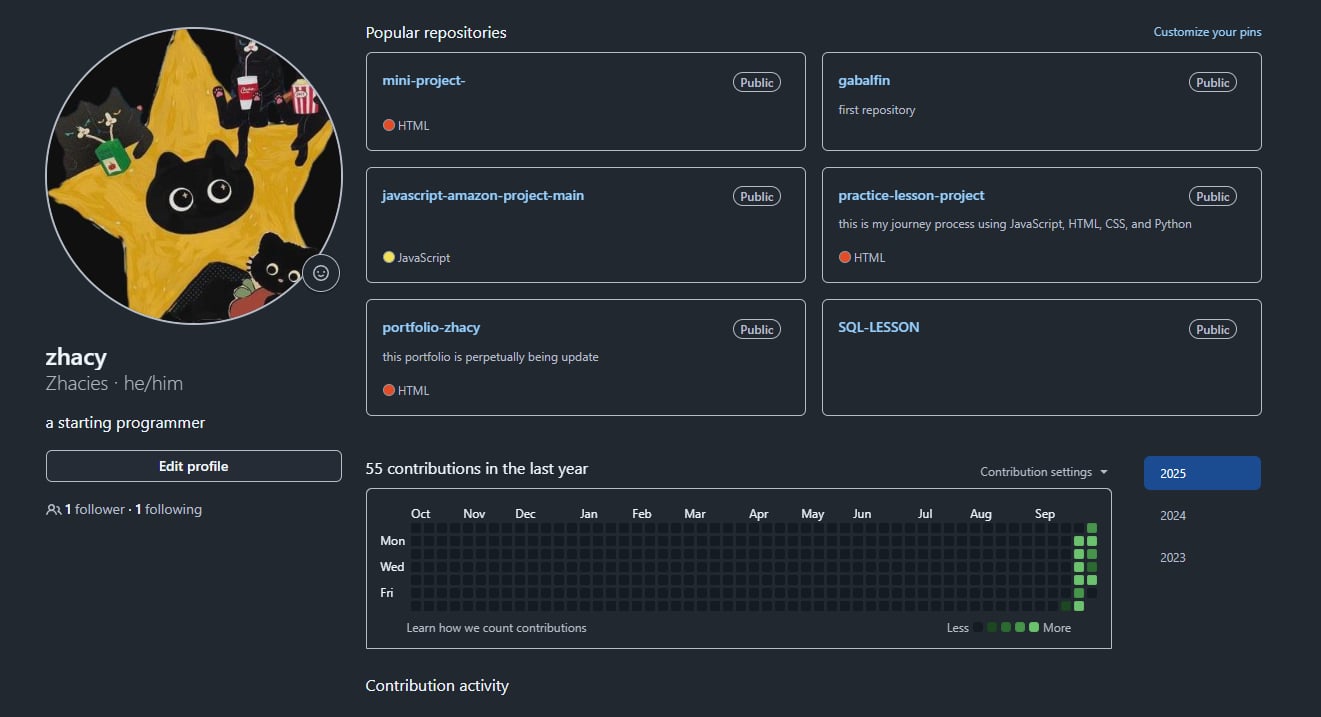 Popular repositories
Customize your pins
mini-project-
Public
HTML
gabalfin
Public
first repository
javascript-amazon-project-main
Public
JavaScript
practice-lesson-project
Public
this is my journey process using JavaScript, HTML, CSS, and Python
HTML
portfolio-zhacy
Public
this portfolio is perpetually being update
HTML
SQL-LESSON
Public
zhacy
Zhacies · he/him
a starting programmer
Edit profile
1 follower · 1 following
55 contributions in the last year
Contribution settings
2025
2024
2023
Oct Nov Dec Jan Feb Mar Apr May Jun Jul Aug Sep
Mon
Wed
Fri
Learn how we count contributions
Less More
Contribution activity